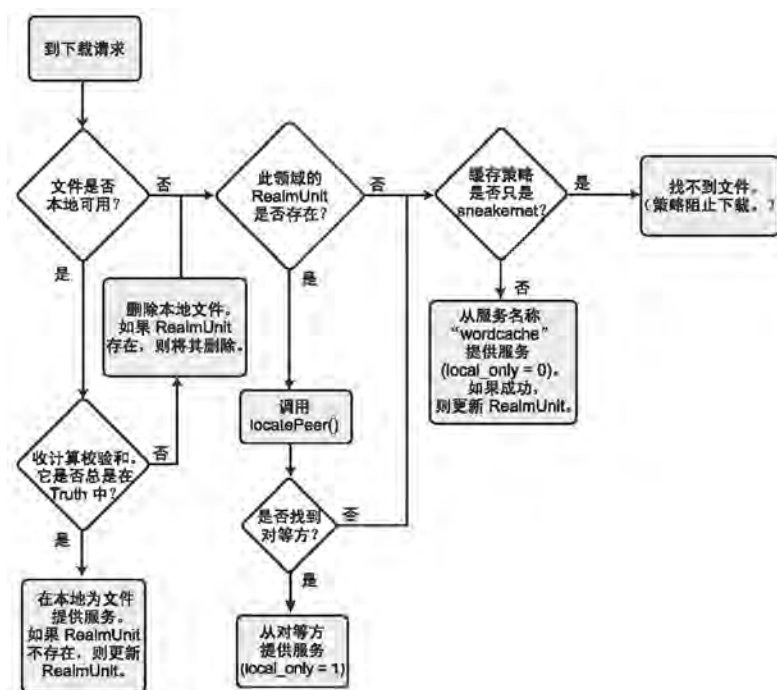 到下载请求
文件是否
本地可用？
否
是
此领域的
RealmUnit
是否存在？
否
是
缓存策略
是否只是
sneakernet？
是
否
找不到文件。
（策略阻止下载。？
删除本地文件。
如果 RealmUnit
存在，则将其删除。
从服务名称
“wordcache”
提供服务
(local_only = 0)。
如果成功，
则更新 RealmUnit。
调用
locatePeer()
收计算校验和，
它是否总是在
Truth 中？
否
是
是否找到
对等方？
否
是
在本地为文件
提供服务。
如果 RealmUnit
不存在，则更新
RealmUnit。
从对等方
提供服务
(local_only = 1)